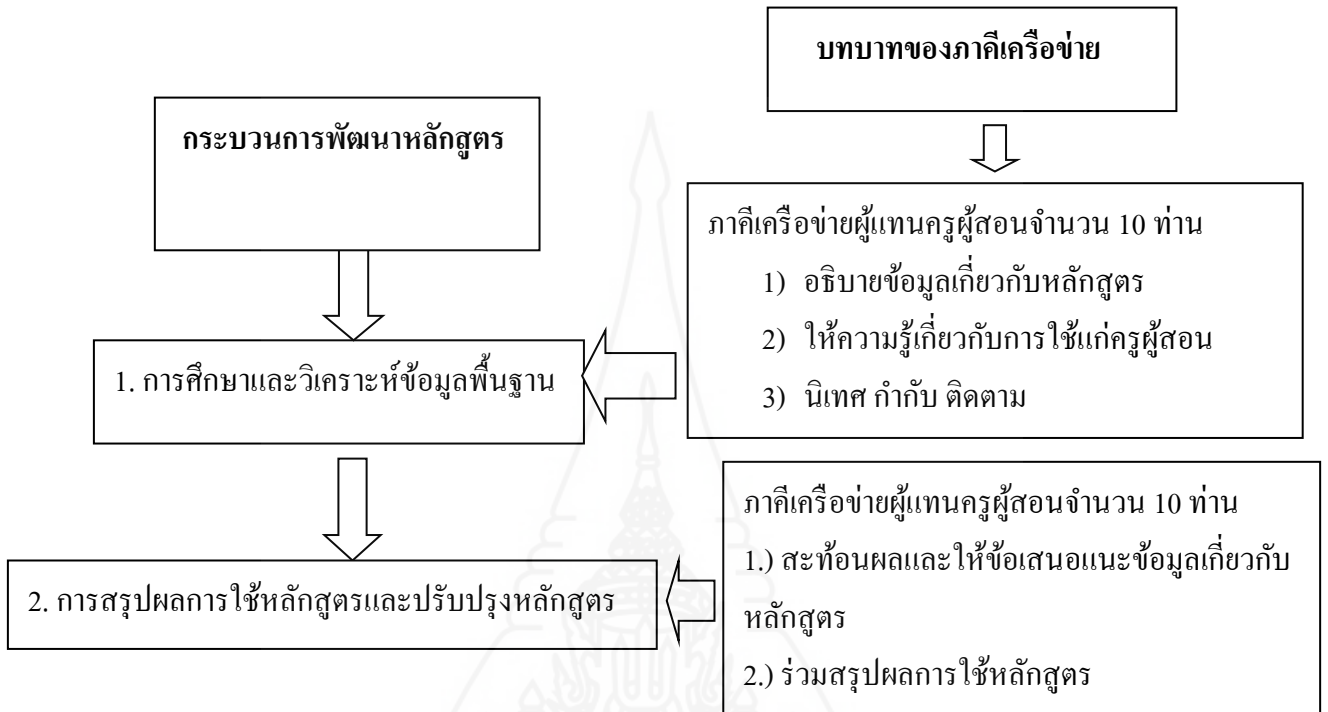 บทบาทของภาคีเครือข่าย
กระบวนการพัฒนาหลักสูตร
ภาคีเครือข่ายผู้แทนครูผู้สอนจำนวน 10 ท่าน
1) อธิบายข้อมูลเกี่ยวกับหลักสูตร
2) ให้ความรู้เกี่ยวกับการใช้แก่ครูผู้สอน
3) นิเทศ กำกับ ติดตาม
1. การศึกษาและวิเคราะห์ข้อมูลพื้นฐาน
ภาคีเครือข่ายผู้แทนครูผู้สอนจำนวน 10 ท่าน
1.) สะท้อนผลและให้ข้อเสนอแนะข้อมูลเกี่ยวกับ
หลักสูตร
2.) ร่วมสรุปผลการใช้หลักสูตร
2. การสรุปผลการใช้หลักสูตรและปรับปรุงหลักสูตร